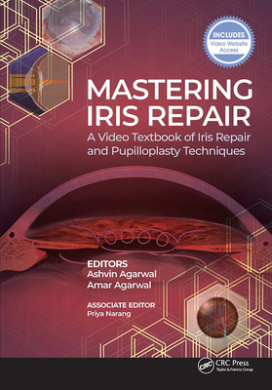 INCLUDES
Video Website
Access
MASTERING
IRIS REPAIR
A Video Textbook of Iris Repair
and Pupilloplasty Techniques
EDITORS
Ashvin Agarwal
Amar Agarwal
ASSOCIATE EDITOR
Priya Narang
CRC Press
Taylor & Francis Group